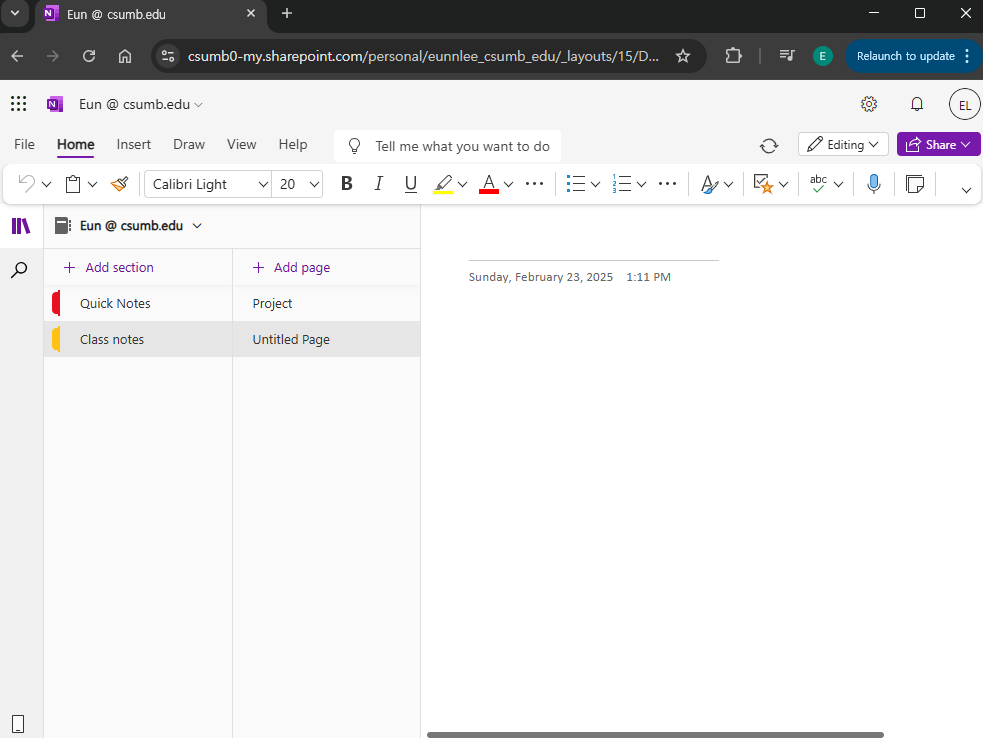 Eun @ csumb.edu
csumb0-my.sharepoint.com/personal/eunnlee_csumb_edu/_layouts/15/D...
E
Relaunch to update
N
Eun @ csumb.edu
EL
File Home Insert Draw View Help
Tell me what you want to do
Editing
Share
Calibri Light
20
B I U A
abc
Eun @ csumb.edu
Add section
Add page
Quick Notes
Project
Class notes
Untitled Page
Sunday, February 23, 2025 1:11 PM